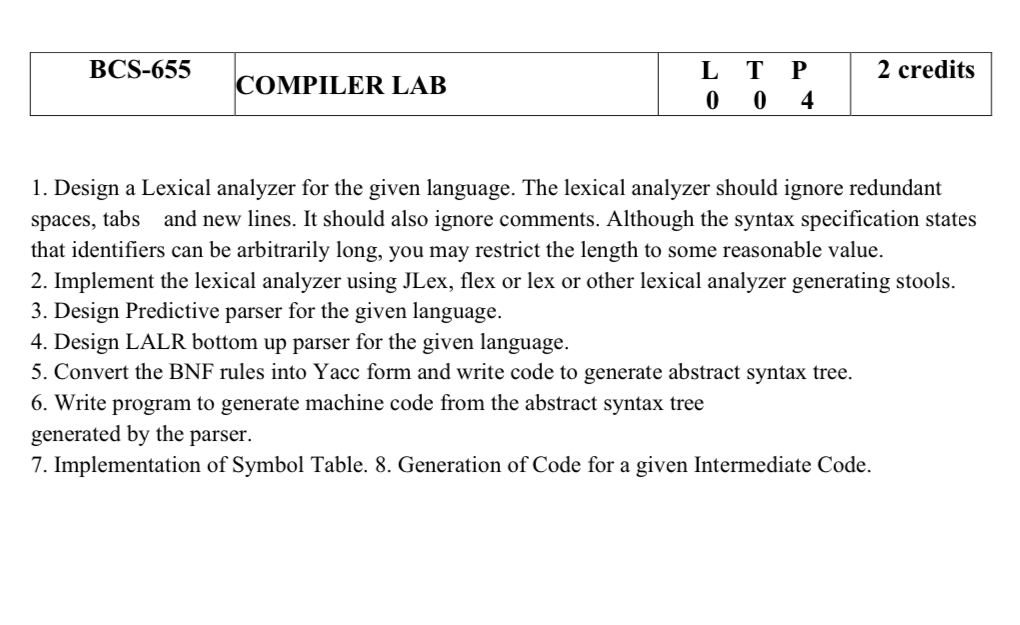 BCS-655 COMPILER LAB L T P 2 credits
0 0 4
1. Design a Lexical analyzer for the given language. The lexical analyzer should ignore redundant
spaces, tabs and new lines. It should also ignore comments. Although the syntax specification states
that identifiers can be arbitrarily long, you may restrict the length to some reasonable value.
2. Implement the lexical analyzer using JLex, flex or lex or other lexical analyzer generating stools.
3. Design Predictive parser for the given language.
4. Design LALR bottom up parser for the given language.
5. Convert the BNF rules into Yacc form and write code to generate abstract syntax tree.
6. Write program to generate machine code from the abstract syntax tree
generated by the parser.
7. Implementation of Symbol Table. 8. Generation of Code for a given Intermediate Code.